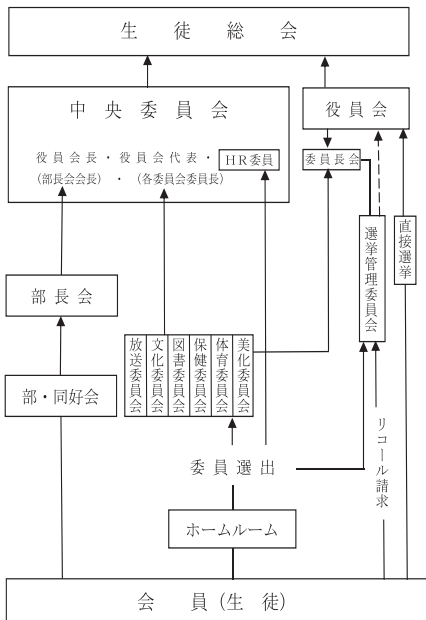 生徒総会
中央委員会
役員会長・役員会代表・
HR委員
(部長会会長)・(各委員会委員長)
役員会
委員長会
選挙管理委員会
直接選挙
部長会
部・同好会
放送委員会
文化委員会
図書委員会
保健委員会
体育委員会
美化委員会
委員選出
リコール請求
ホームルーム
会員(生徒)